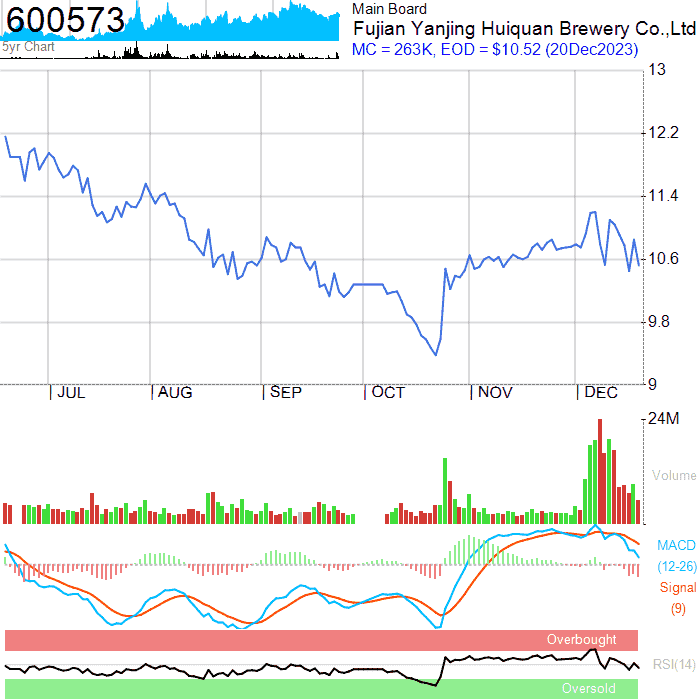 600573
5yr Chart
Main Board
Fujian Yanjing Huiquan Brewery Co.,Ltd
MC = 263K, EOD = $10.52 (20Dec2023)
13
12.2
11.4
10.6
9.8
9
JUL AUG SEP OCT NOV DEC
24M
Volume
MACD
(12-26)
Signal
(9)
Overbought
RSI(14)
Oversold